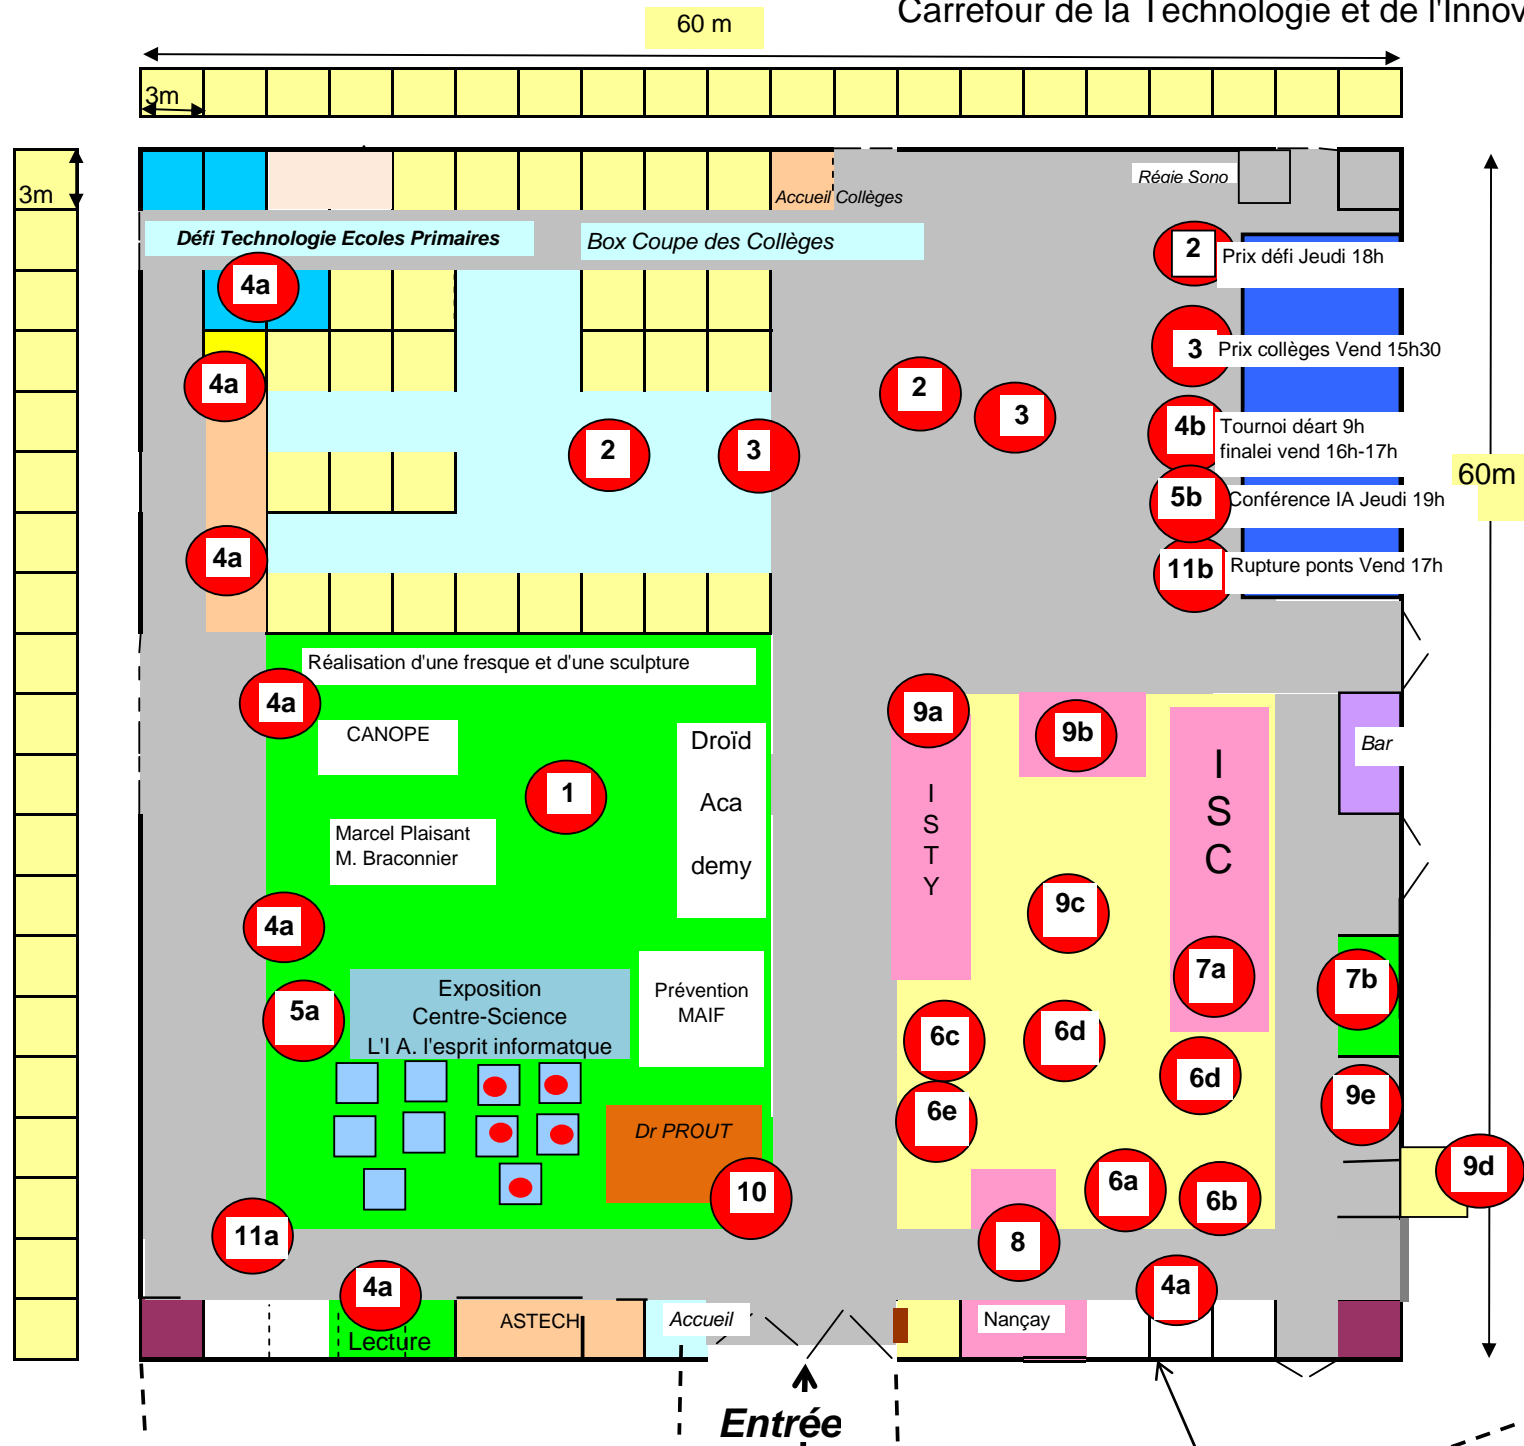 Carrefour de la Technologie et de l'Innov
60 m
3m
3m
Accueil Collèges
Régie Sono
Défi Technologie Ecoles Primaires
Box Coupe des Collèges
2
Prix défi Jeudi 18h
4a
3
Prix collèges Vend 15h30
4a
2
3
4b
Tournoi déart 9h
finalei vend 16h-17h
2
3
60m
5b
Conférence IA Jeudi 19h
4a
11b
Rupture ponts Vend 17h
Réalisation d'une fresque et d'une sculpture
4a
CANOPE
Droïd
Aca
demy
1
Marcel Plaisant
M. Braconnier
9a
9b
I
S
T
Y
I
S
C
Bar
9c
4a
7a
7b
5a
Exposition
Centre-Science
L'I A. l'esprit informatque
Prévention
MAIF
6c
6d
6d
6e
9e
Dr PROUT
9d
10
6a
6b
11a
8
4a
4a
Lecture
ASTECH
Accueil
Nançay
Entrée